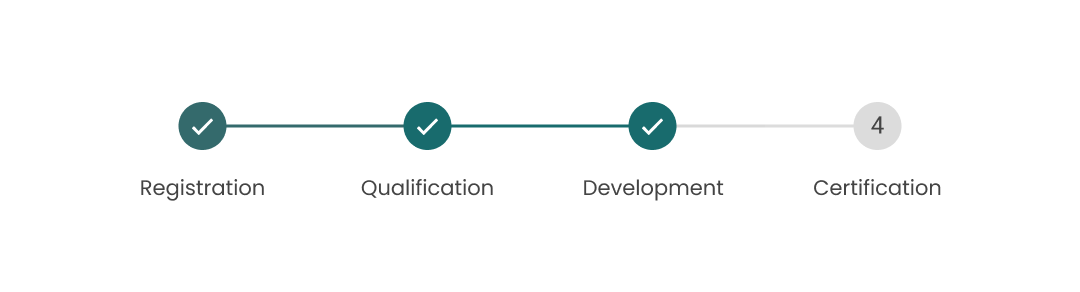 4
Registration
Qualification
Development
Certification